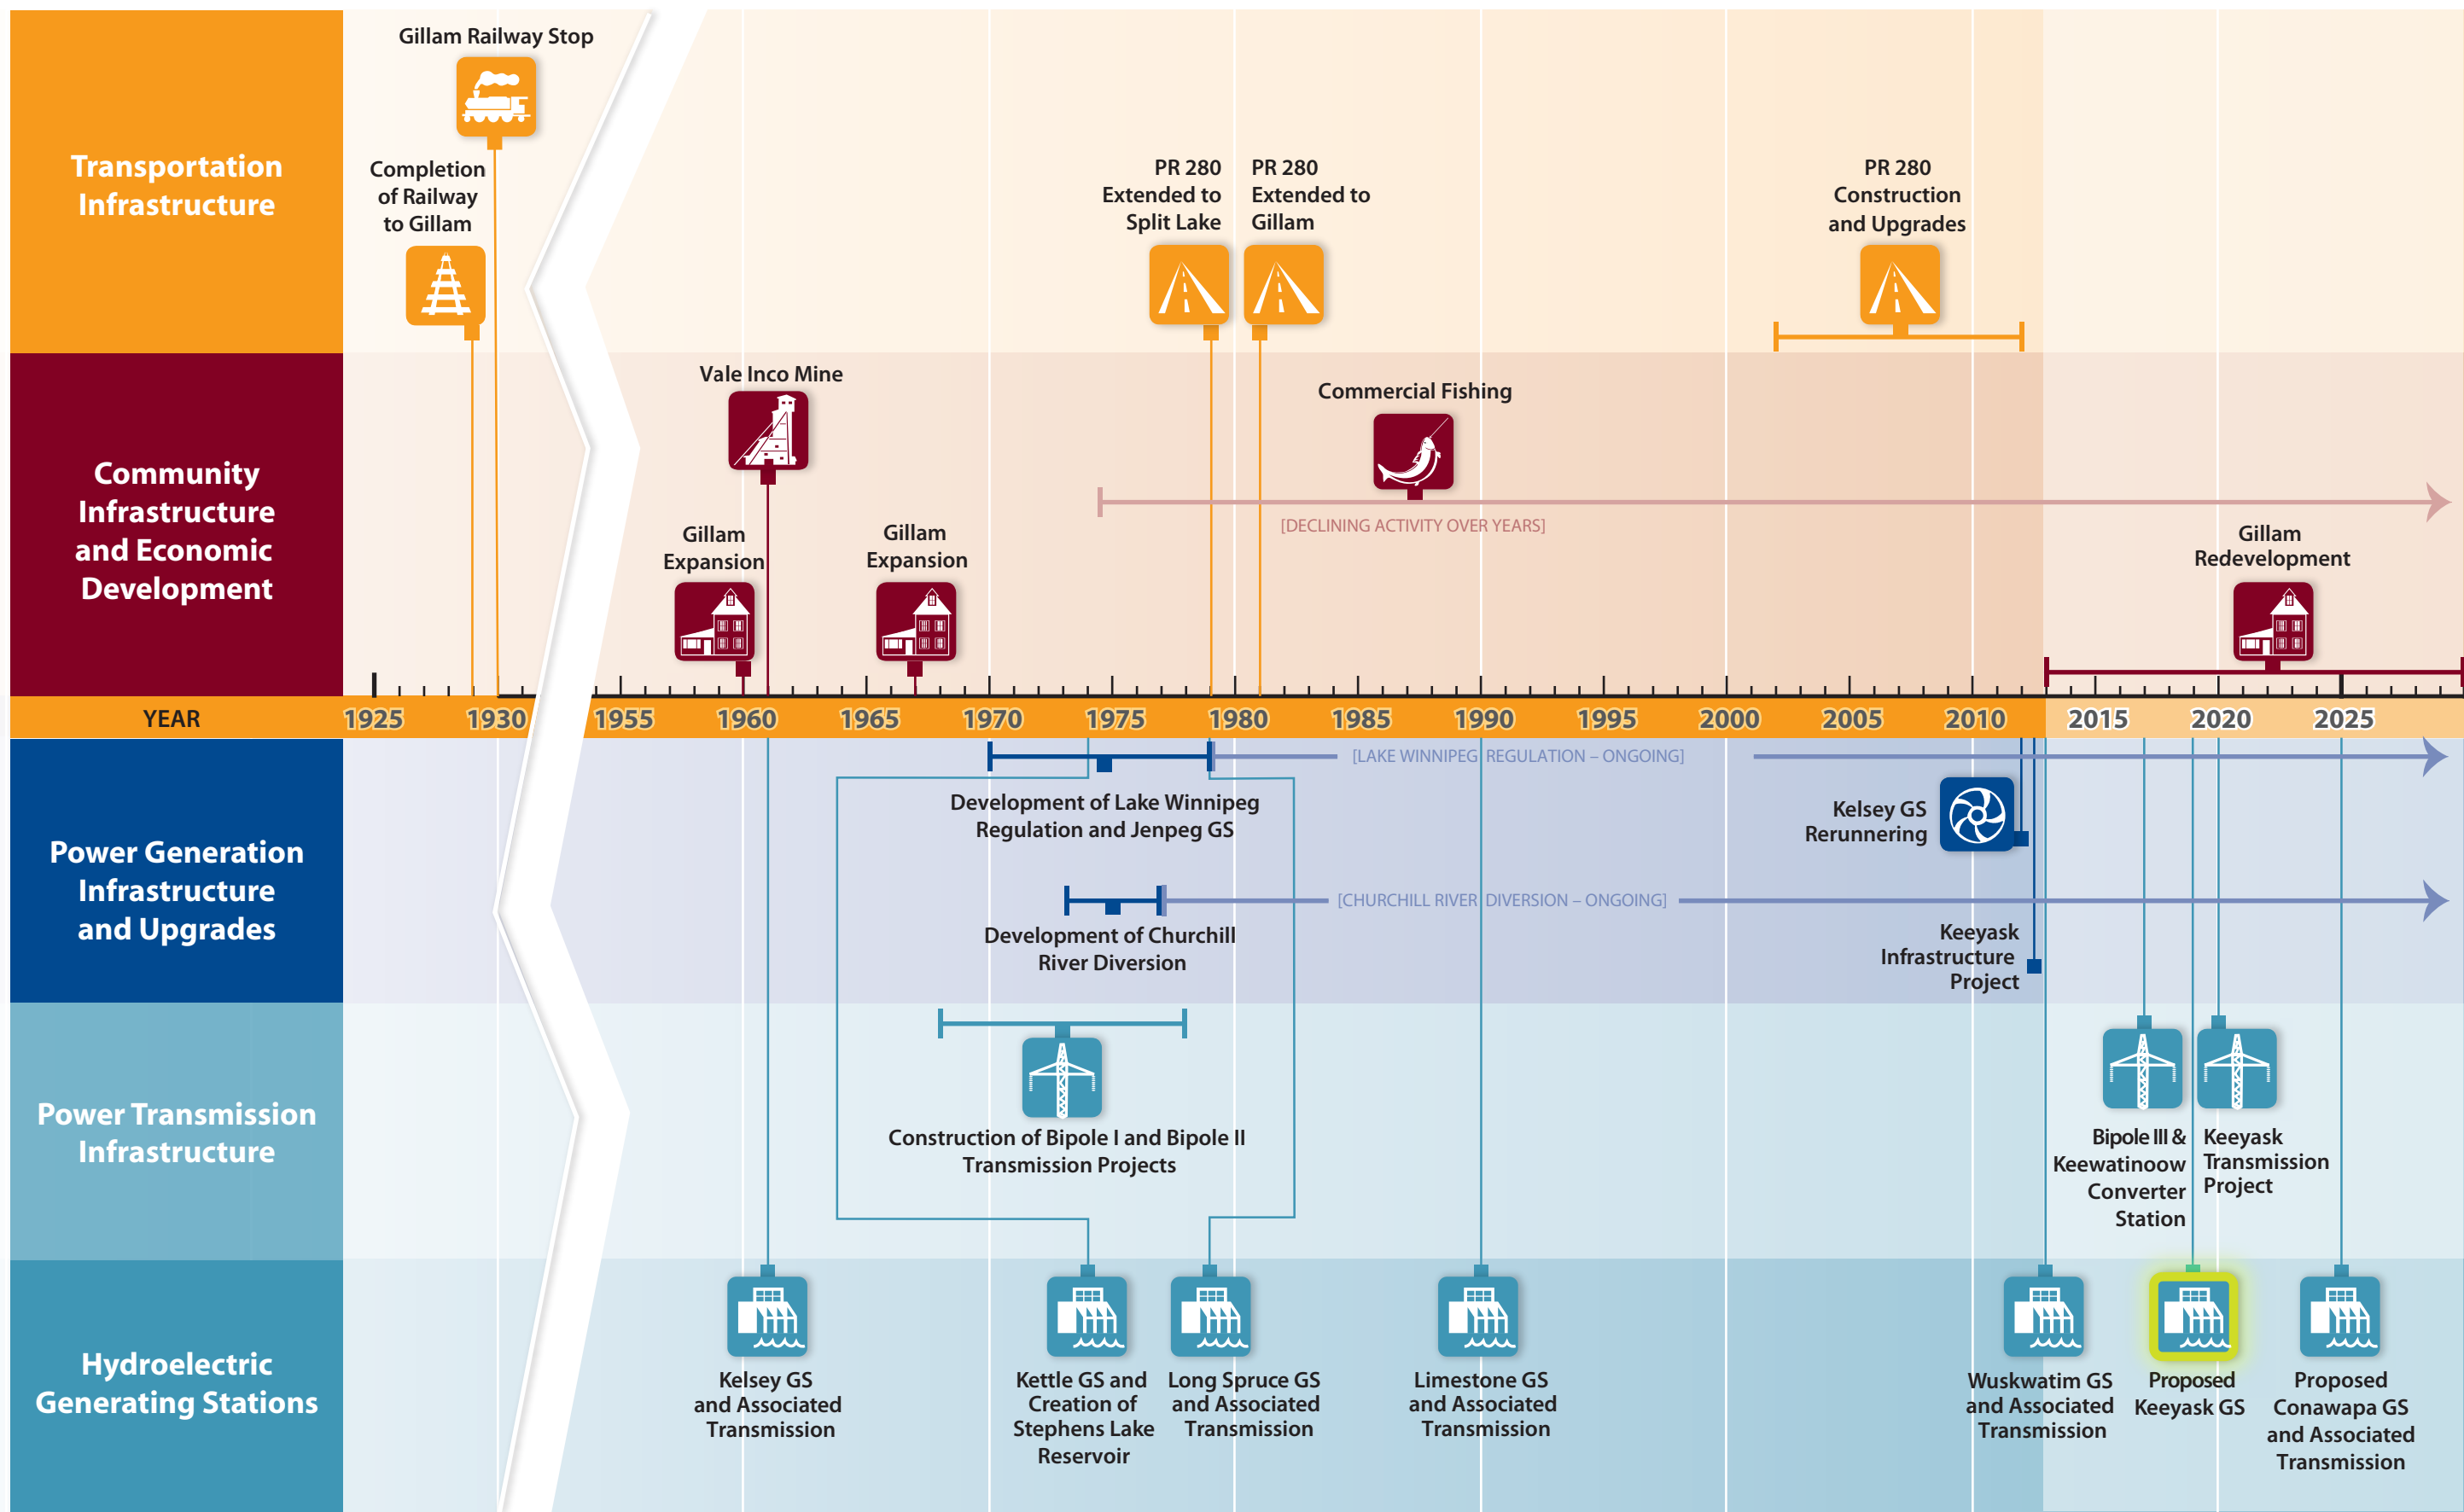 Transportation
Infrastructure
Gillam Railway Stop
Completion
of Railway
to Gillam
PR 280
Extended to
Split Lake
PR 280
Extended to
Gillam
PR 280
Construction
and Upgrades
Community
Infrastructure
and Economic
Development
Vale Inco Mine
Gillam
Expansion
Gillam
Expansion
Commercial Fishing
[DECLINING ACTIVITY OVER YEARS]
Gillam
Redevelopment
YEAR
1925
1930
1955
1960
1965
1970
1975
1980
1985
1990
1995
2000
2005
2010
2015
2020
2025
Power Generation
Infrastructure
and Upgrades
[LAKE WINNIPEG REGULATION – ONGOING]
Development of Lake Winnipeg
Regulation and Jenpeg GS
Kelsey GS
Rerunnering
[CHURCHILL RIVER DIVERSION – ONGOING]
Development of Churchill
River Diversion
Keeyask
Infrastructure
Project
Power Transmission
Infrastructure
Construction of Bipole I and Bipole II
Transmission Projects
Bipole III &
Keewatinoow
Converter
Station
Keeyask
Transmission
Project
Hydroelectric
Generating Stations
Kelsey GS
and Associated
Transmission
Kettle GS and
Creation of
Stephens Lake
Reservoir
Long Spruce GS
and Associated
Transmission
Limestone GS
and Associated
Transmission
Wuskwatim GS
and Associated
Transmission
Proposed
Keeyask GS
Proposed
Conawapa GS
and Associated
Transmission